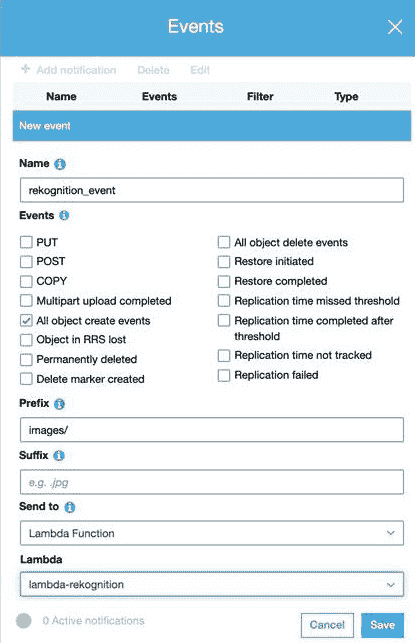 Events
+ Add notification Delete Edit
Name Events Filter Type
New event
Name
rekognition_event
Events
PUT
POST
COPY
Multipart upload completed
All object create events
Object in RRS lost
Permanently deleted
Delete marker created
All object delete events
Restore initiated
Restore completed
Replication time missed threshold
Replication time completed after
threshold
Replication time not tracked
Replication failed
Prefix
images/
Suffix
e.g. .jpg
Send to
Lambda Function
Lambda
lambda-rekognition
0 Active notifications
Cancel Save